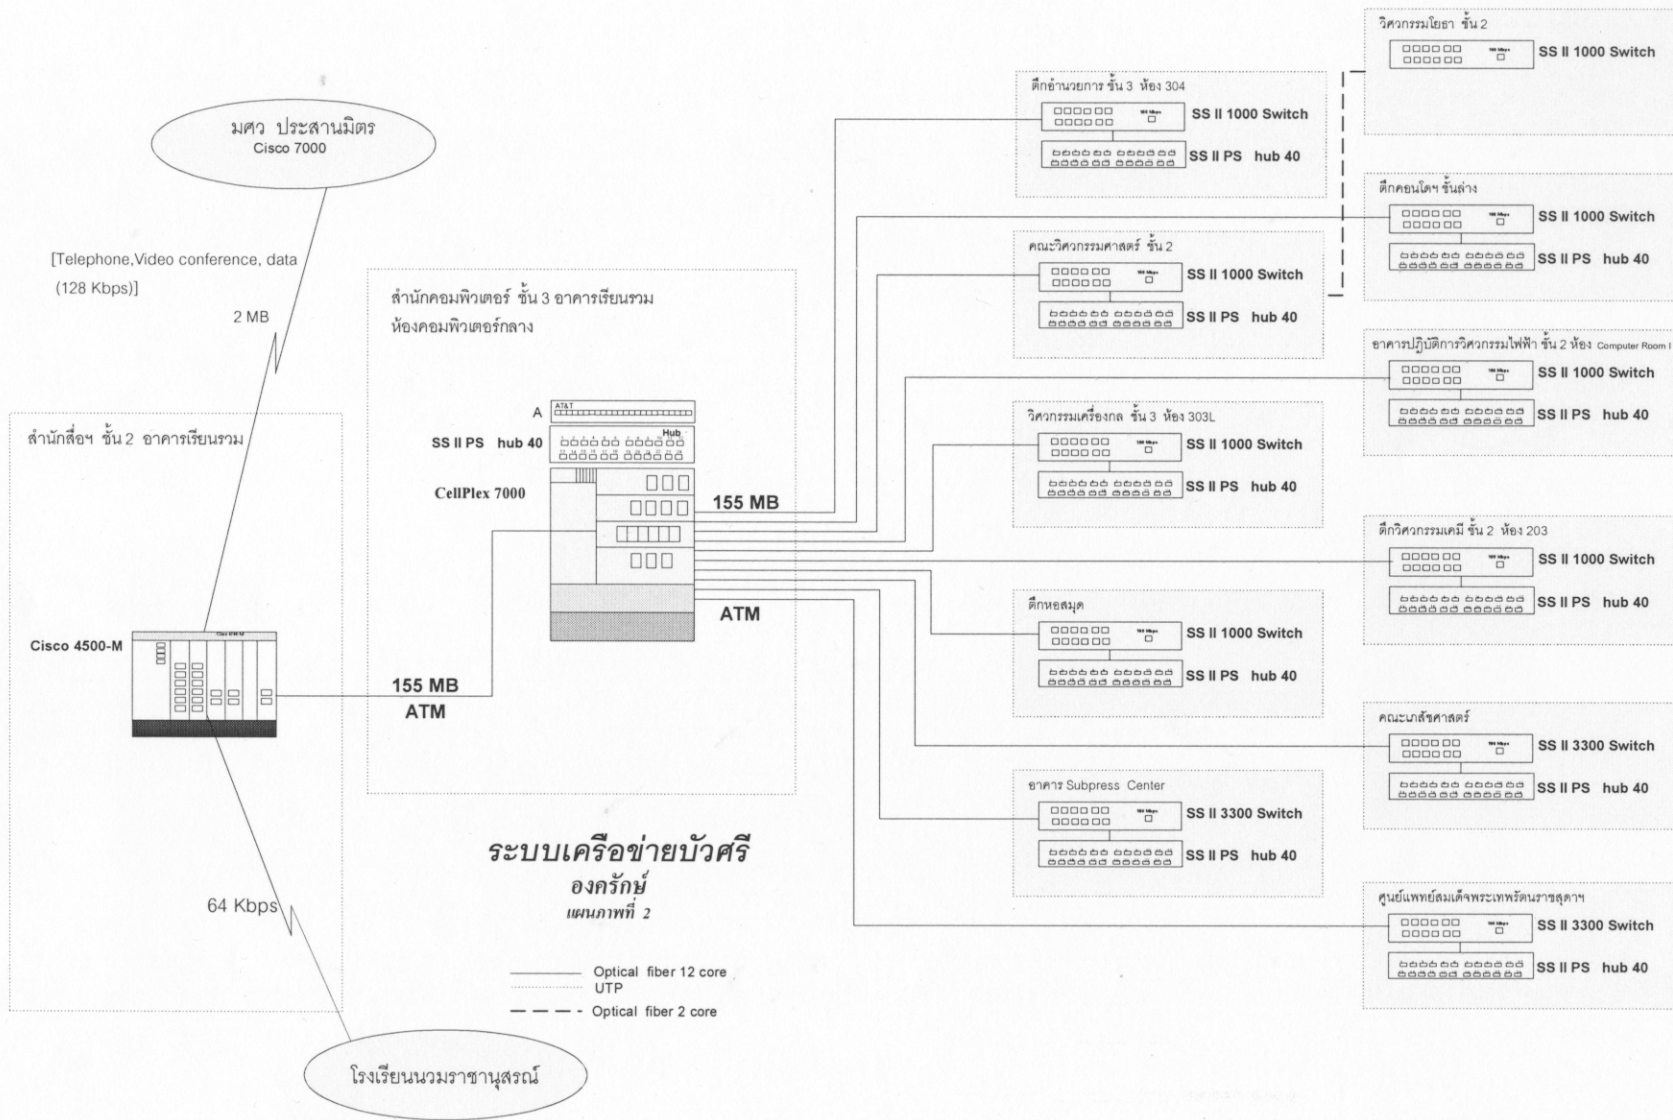 มศว ประสานมิตร
Cisco 7000
[Telephone,Video conference, data
(128 Kbps)]
2 MB
สำนักสื่อฯ ชั้น 2 อาคารเรียนรวม
Cisco 4500-M
64 Kbps
โรงเรียนนวมราชานุสรณ์
155 MB
ATM
สำนักคอมพิวเตอร์ ชั้น 3 อาคารเรียนรวม
ห้องคอมพิวเตอร์กลาง
A
AT&T
SS II PS hub 40
Hub
CellPlex 7000
155 MB
ATM
ระบบเครือข่ายบัวศรี
องครักษ์
แผนภาพที่ 2
Optical fiber 12 core
UTP
Optical fiber 2 core
ตึกอำนวยการ ชั้น 3 ห้อง 304
SS II 1000 Switch
SS II PS hub 40
คณะวิศวกรรมศาสตร์ ชั้น 2
SS II 1000 Switch
SS II PS hub 40
วิศวกรรมเครื่องกล ชั้น 3 ห้อง 303L
SS II 1000 Switch
SS II PS hub 40
ตึกหอสมุด
SS II 1000 Switch
SS II PS hub 40
อาคาร Subpress Center
SS II 3300 Switch
SS II PS hub 40
วิศวกรรมโยธา ชั้น 2
SS II 1000 Switch
ตึกคอนโดฯ ชั้นล่าง
SS II 1000 Switch
SS II PS hub 40
อาคารปฏิบัติการวิศวกรรมไฟฟ้า ชั้น 2 ห้อง Computer Room I
SS II 1000 Switch
SS II PS hub 40
ตึกวิศวกรรมเคมี ชั้น 2 ห้อง 203
SS II 1000 Switch
SS II PS hub 40
คณะเภสัชศาสตร์
SS II 3300 Switch
SS II PS hub 40
ศูนย์แพทย์สมเด็จพระเทพรัตนราชสุดาฯ
SS II 3300 Switch
SS II PS hub 40